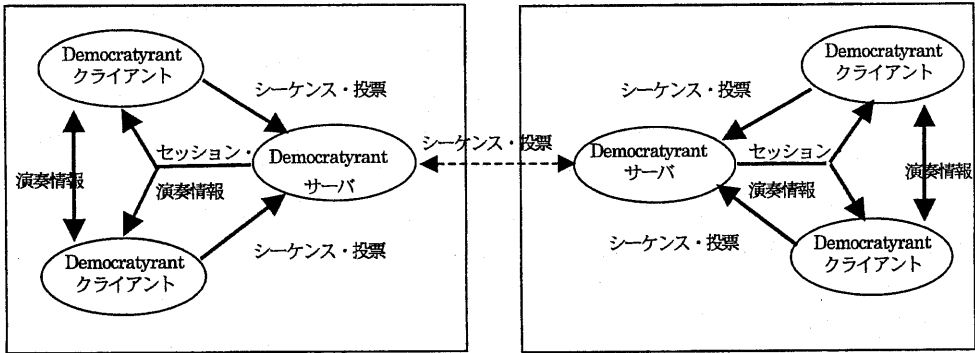 Democratyrant
クライアント
シーケンス・投票
演奏情報
セッション・
演奏情報
Democratyrant
サーバ
シーケンス・投票
Democratyrant
クライアント
シーケンス・投票
Democratyrant
クライアント
シーケンス・投票
Democratyrant
サーバ
セッション
演奏情報
演奏情報
シーケンス・投票
Democratyrant
クライアント